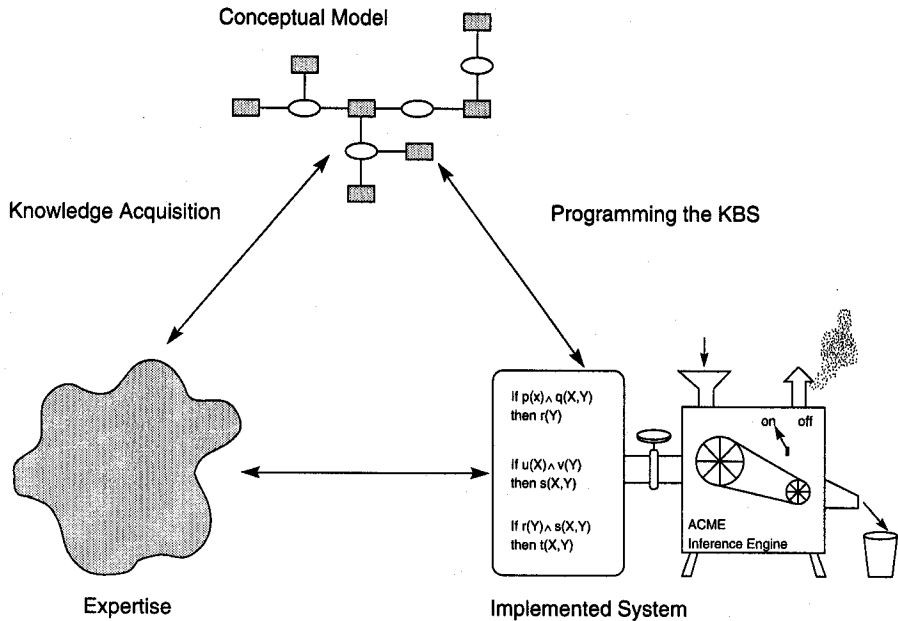 Conceptual Model
Knowledge Acquisition
Programming the KBS
If p(x) ∧ q(X,Y)
then r(Y)
If u(X) ∧ v(Y)
then s(X,Y)
If r(Y) ∧ s(X,Y)
then t(X,Y)
on off
ACME
Inference Engine
Expertise
Implemented System